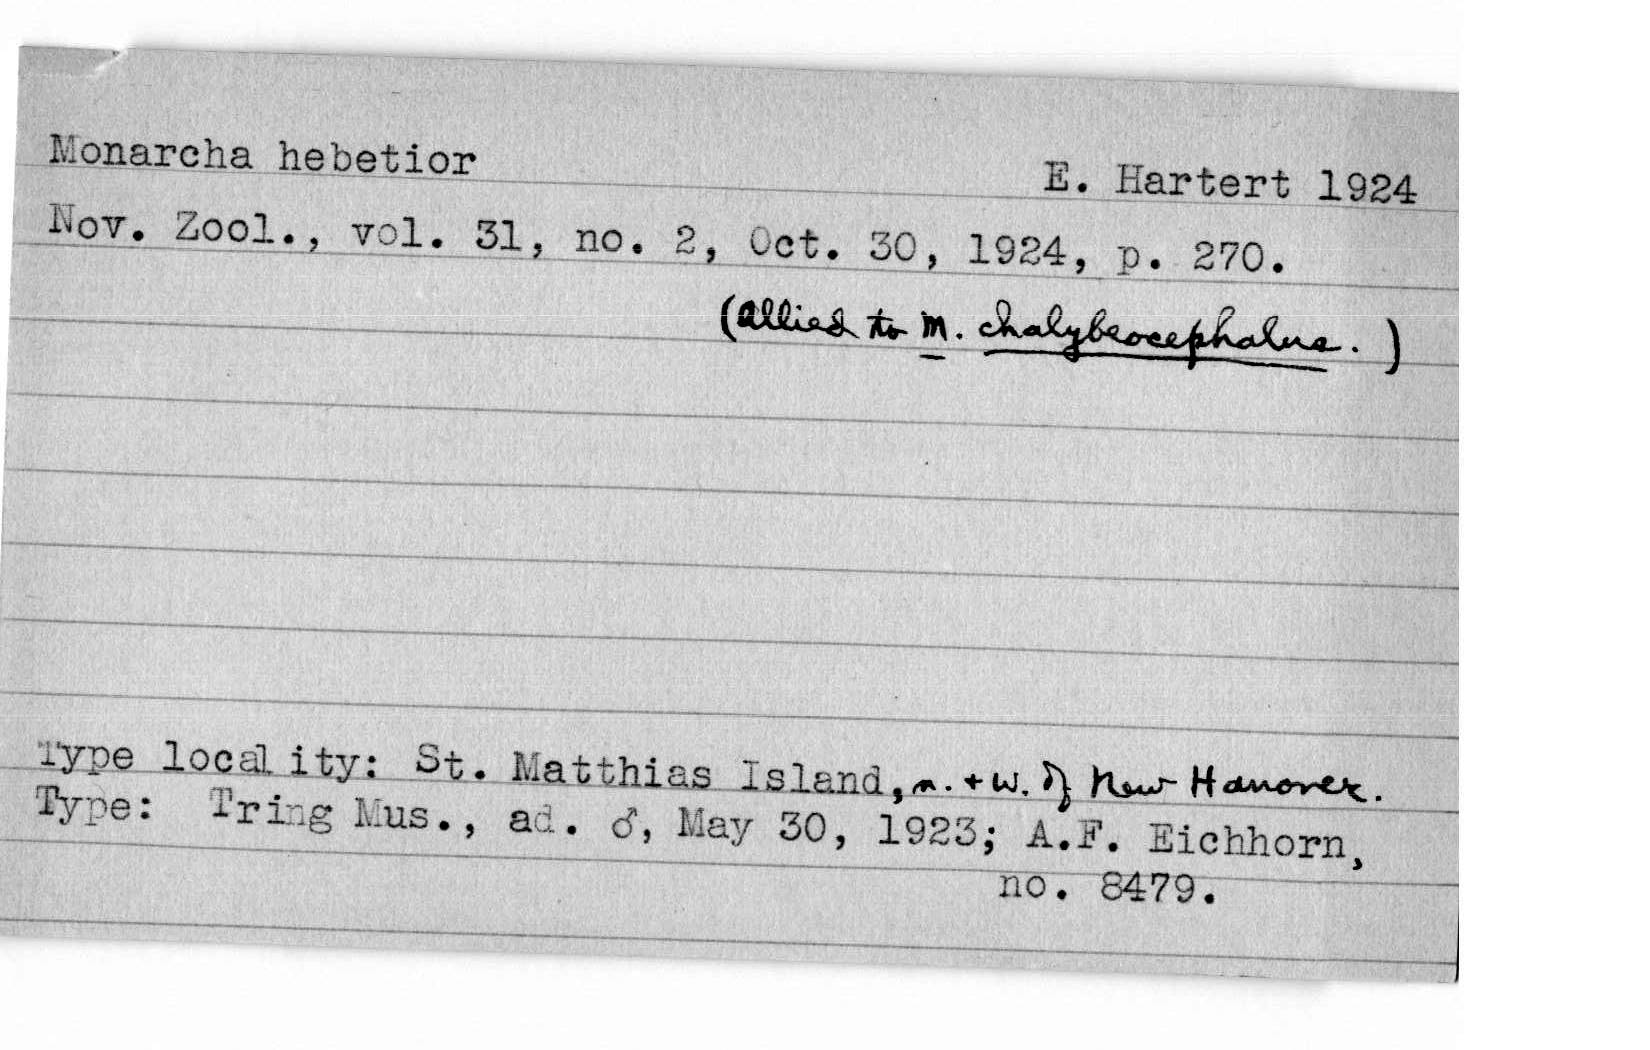 Monarcha hebetior E. Hartert 1924
Nov. Zool., vol. 31, no. 2, Oct. 30, 1924, p. 270.
(allied to M. chalybeocephalus.)
Type locality: St. Matthias Island, n. + w. of New Hanover.
Type: Tring Mus., ad. ♂, May 30, 1923; A.F. Eichhorn,
no. 8479.